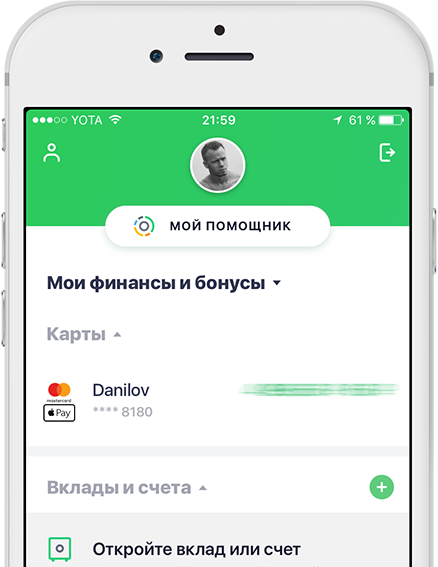 YOTA 21:59 61 %
МОЙ ПОМОЩНИК
Мои финансы и бонусы
Карты
mastercard
Pay
Danilov
**** 8180
Вклады и счета
Откройте вклад или счет